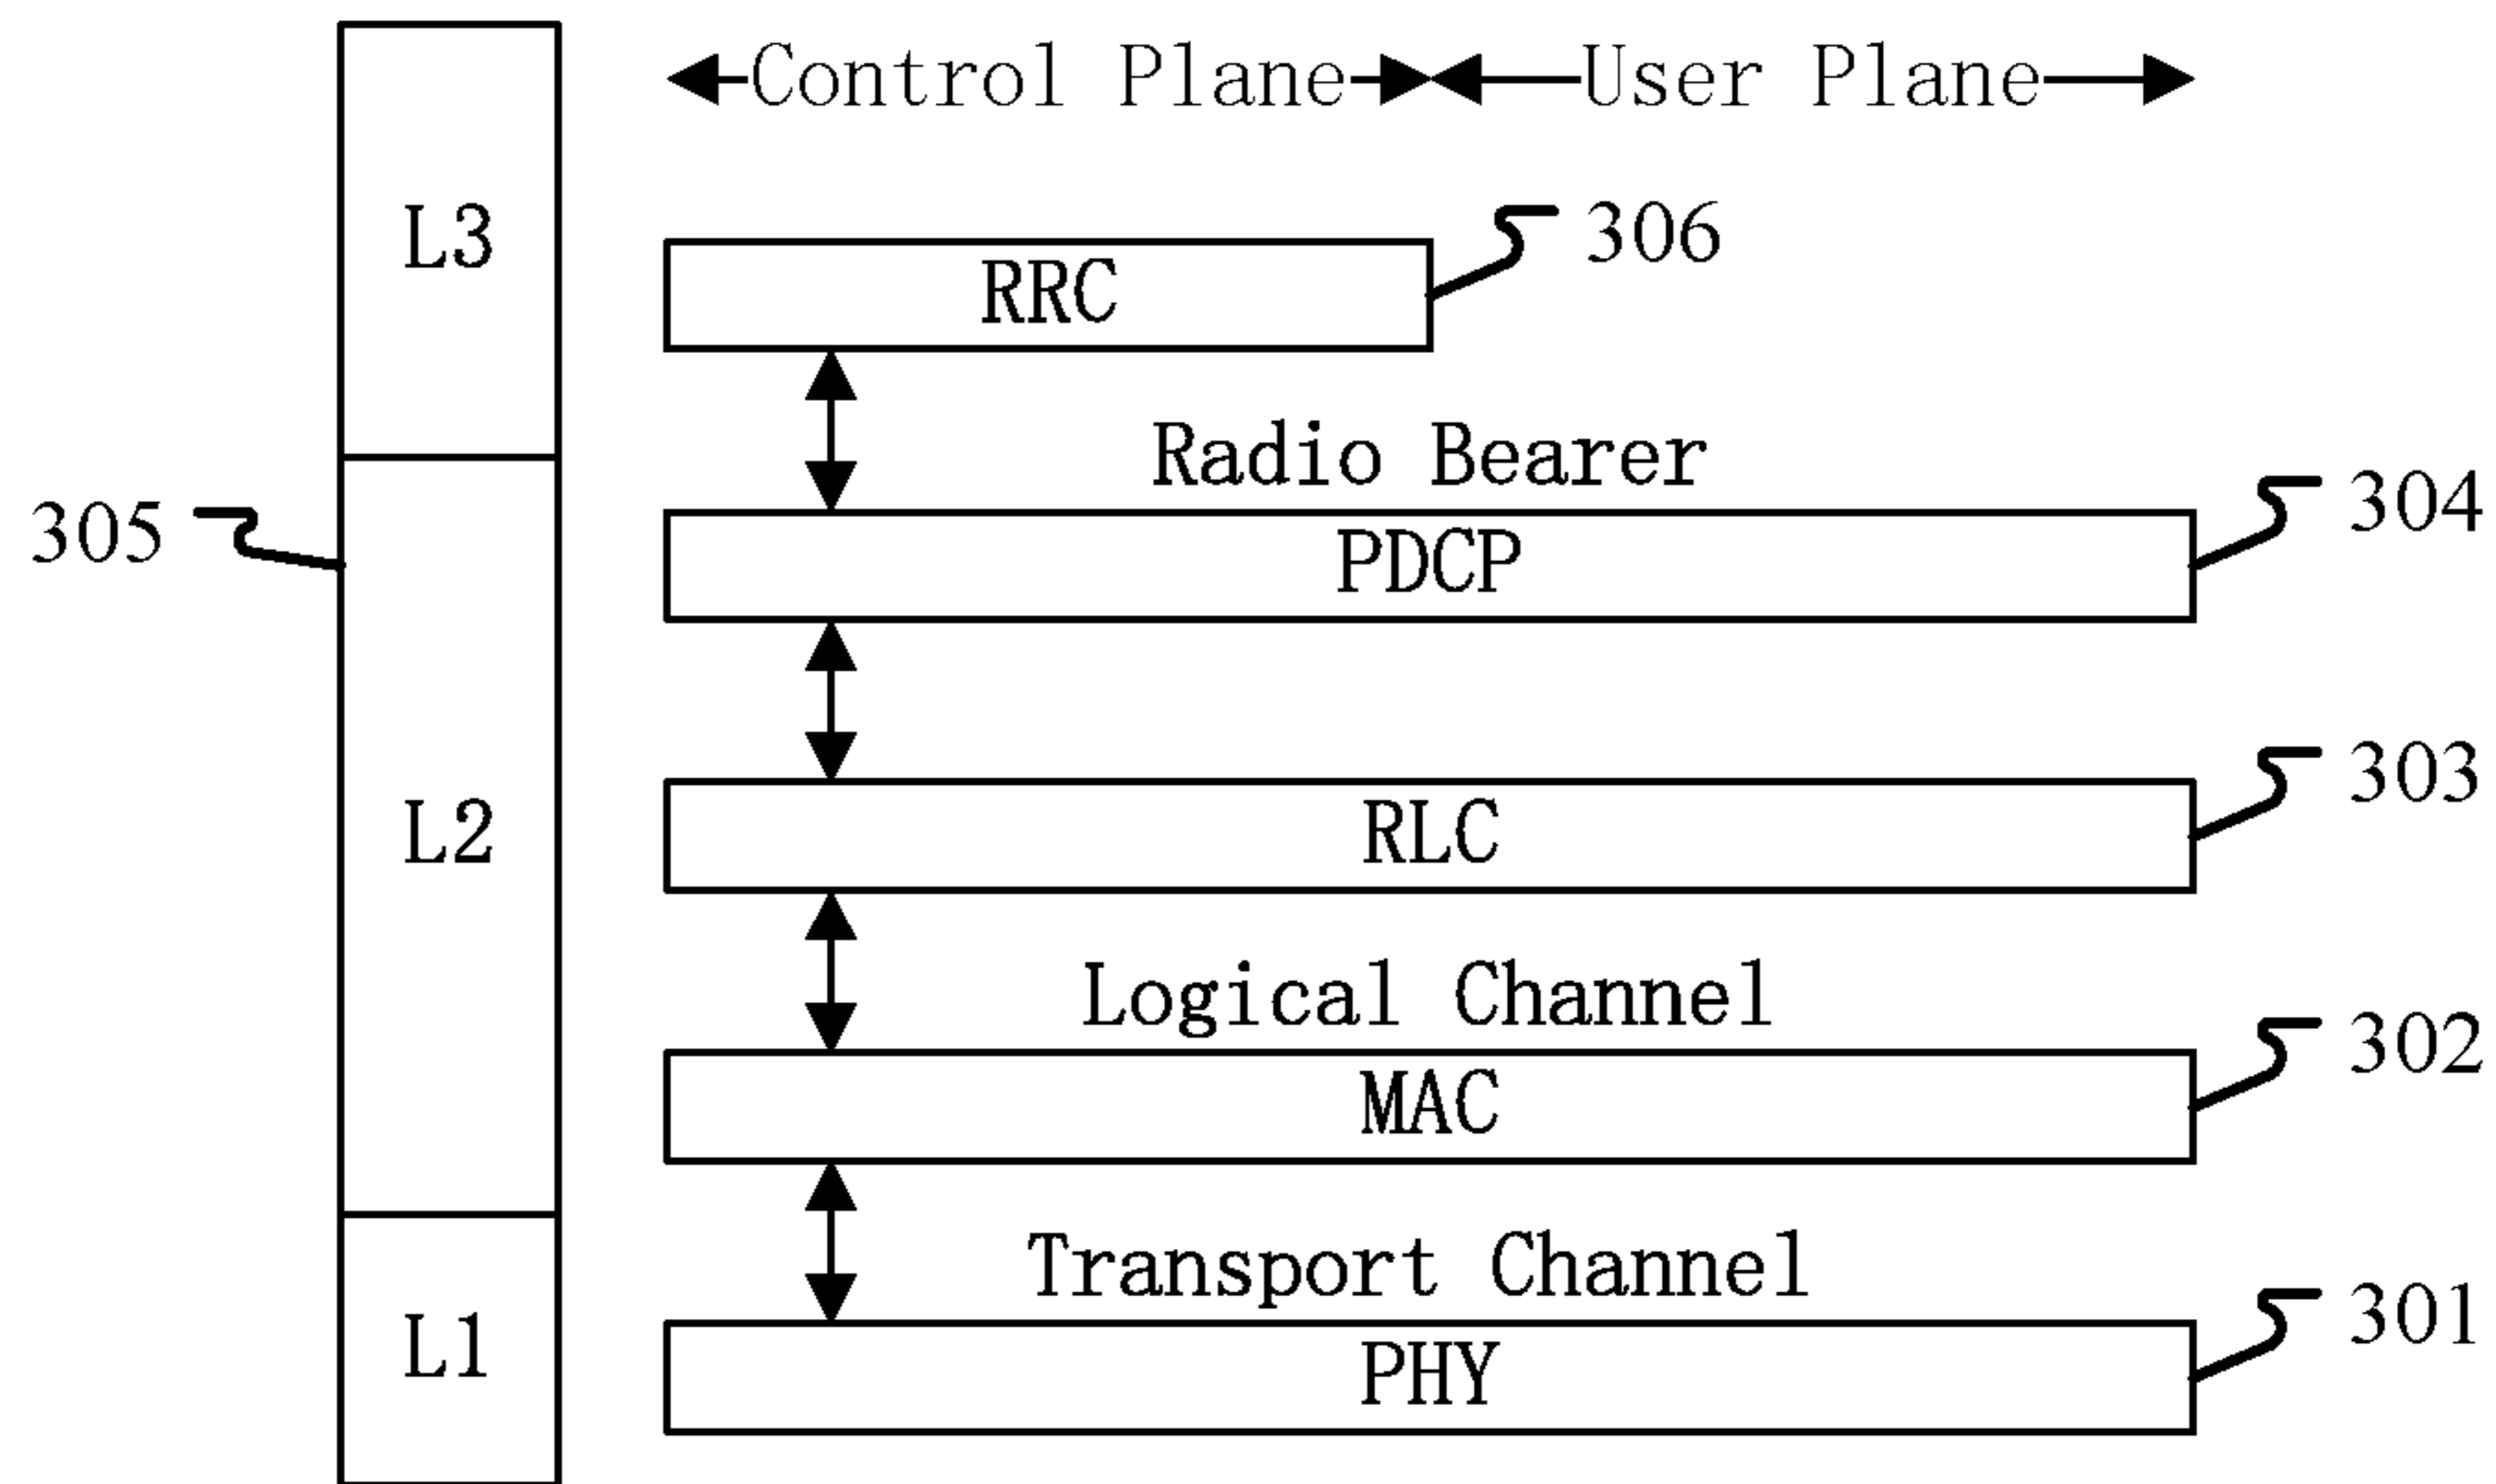 Control Plane User Plane
L3
RRC
306
Radio Bearer
305
PDCP
304
L2
RLC
303
Logical Channel
MAC
302
Transport Channel
L1
PHY
301